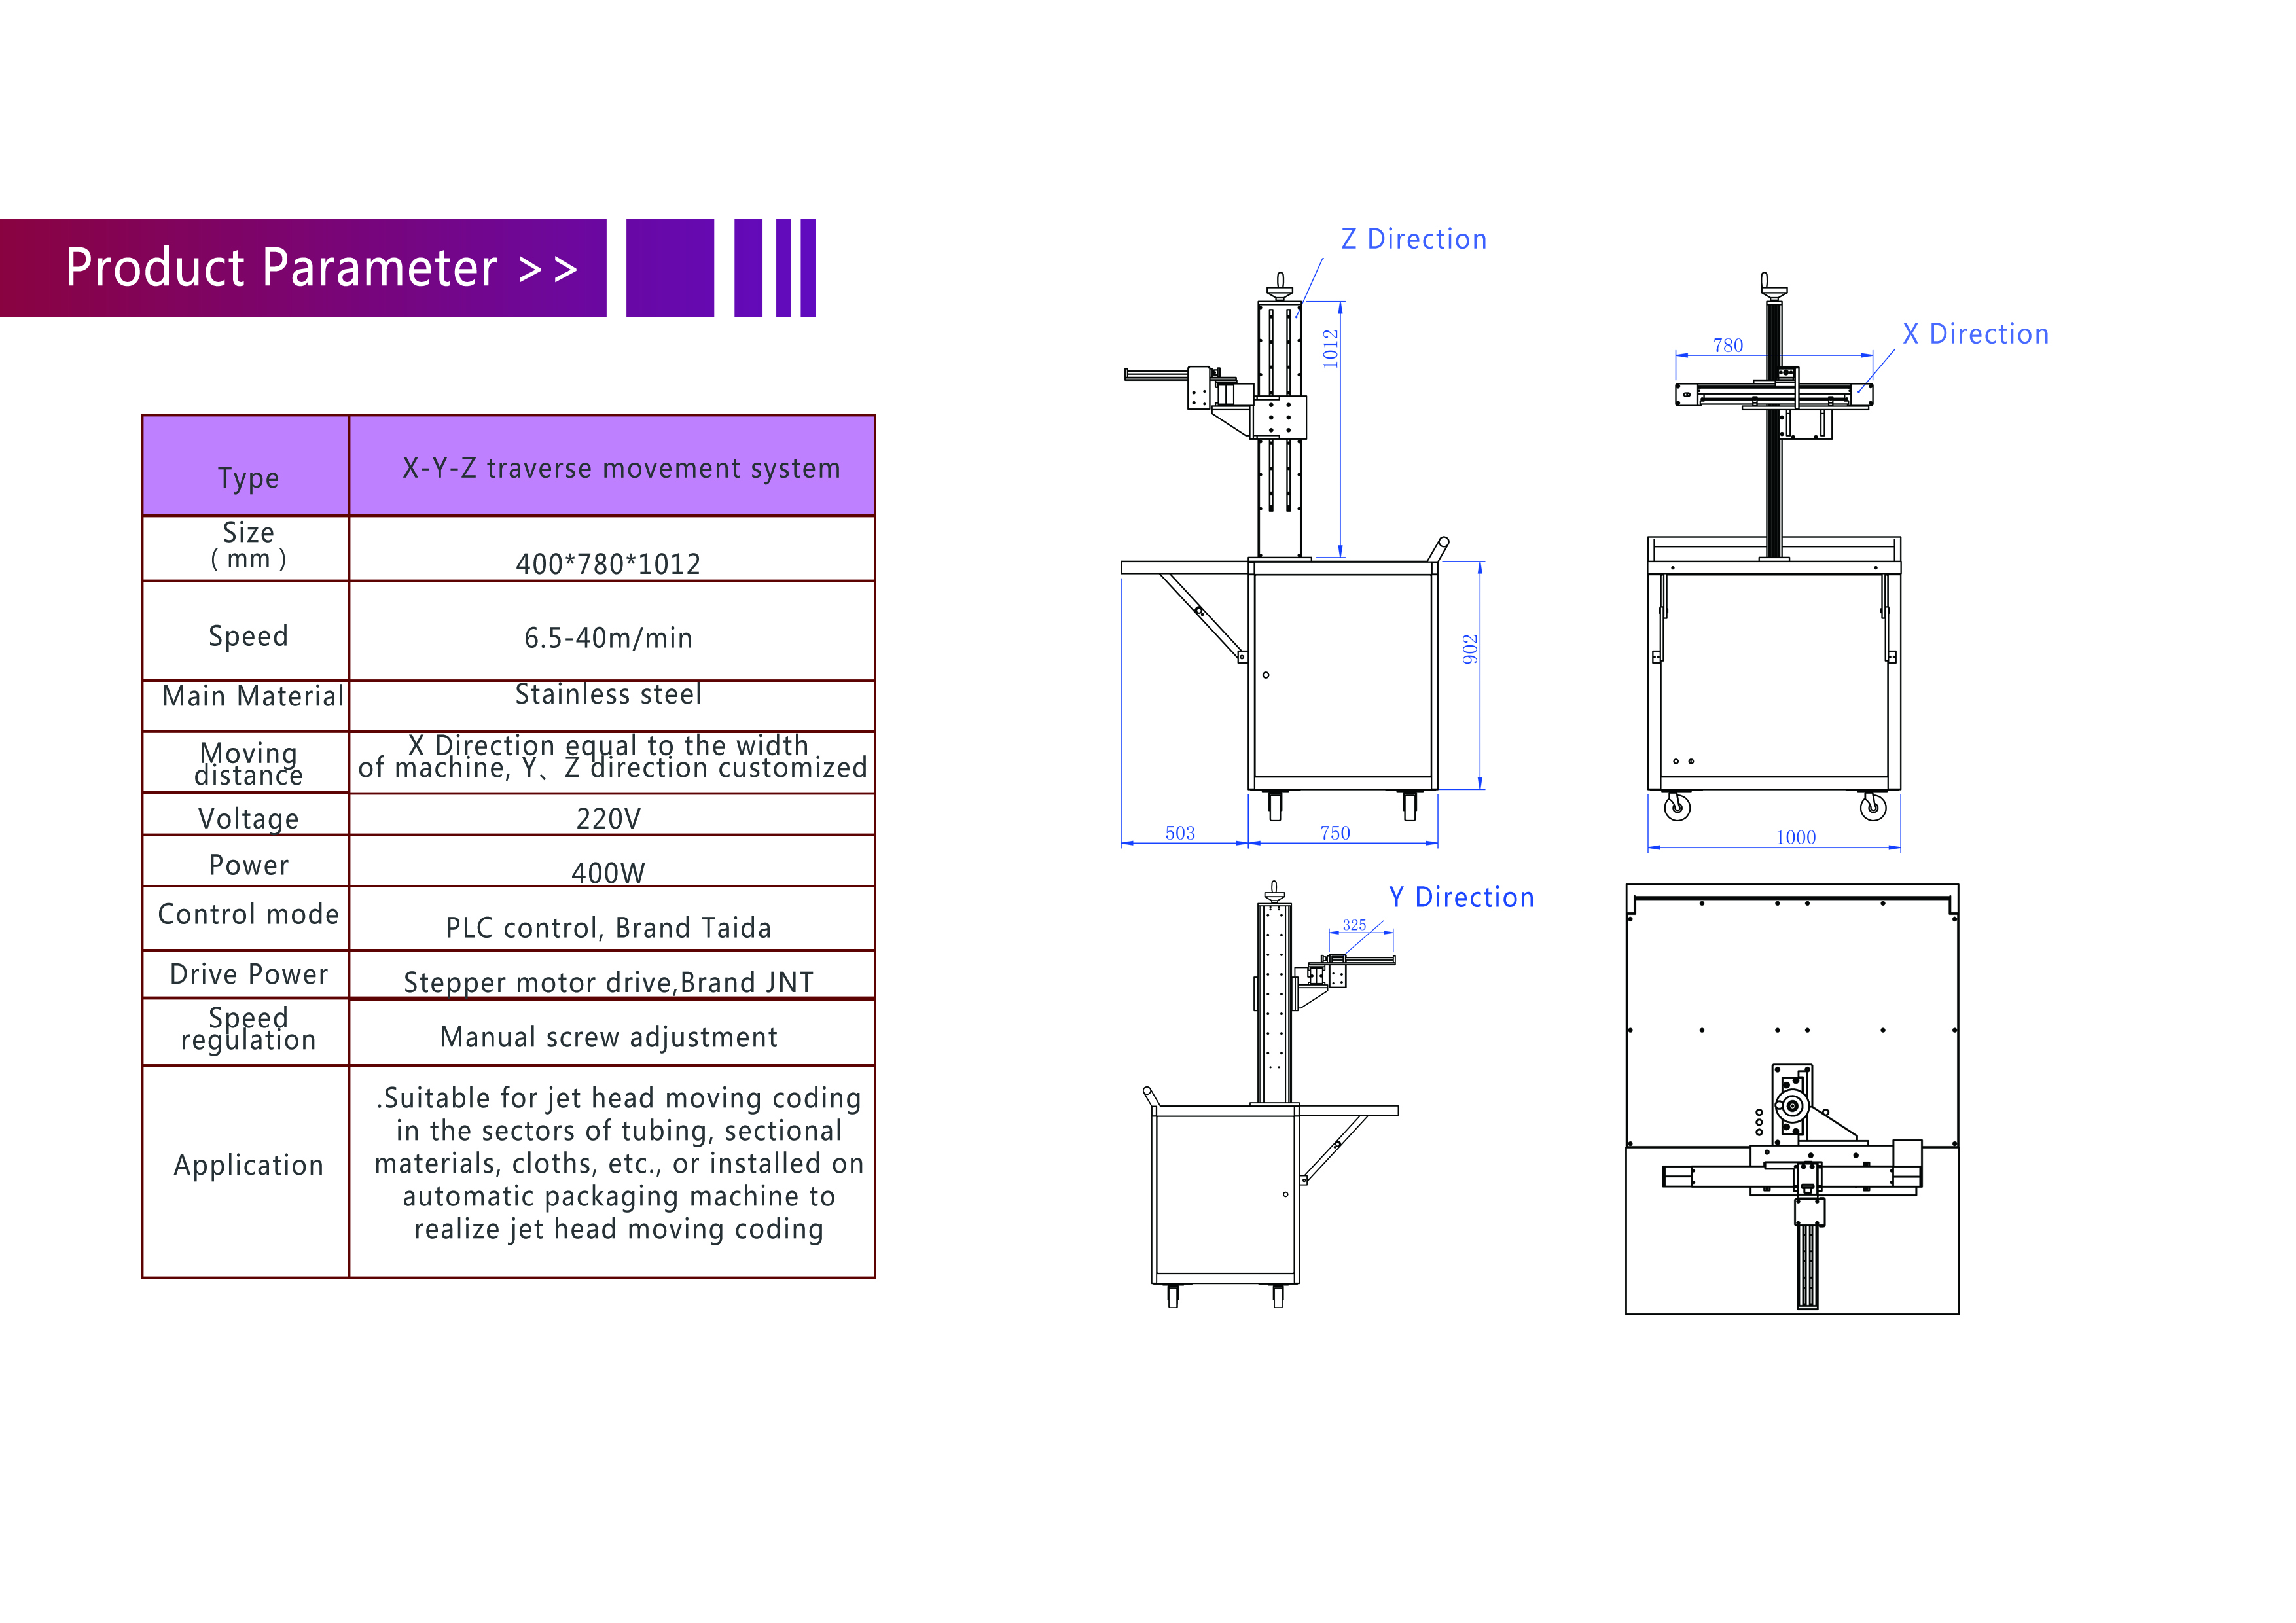 Product Parameter >>
Type
X-Y-Z traverse movement system
Size
( mm )
400*780*1012
Speed
6.5-40m/min
Main Material
Stainless steel
Moving
distance
X Direction equal to the width
of machine, Y、Z direction customized
Voltage
220V
Power
400W
Control mode
PLC control, Brand Taida
Drive Power
Stepper motor drive,Brand JNT
Speed
regulation
Manual screw adjustment
Application
.Suitable for jet head moving coding
in the sectors of tubing, sectional
materials, cloths, etc., or installed on
automatic packaging machine to
realize jet head moving coding
Z Direction
1012
902
503
750
X Direction
780
1000
Y Direction
325